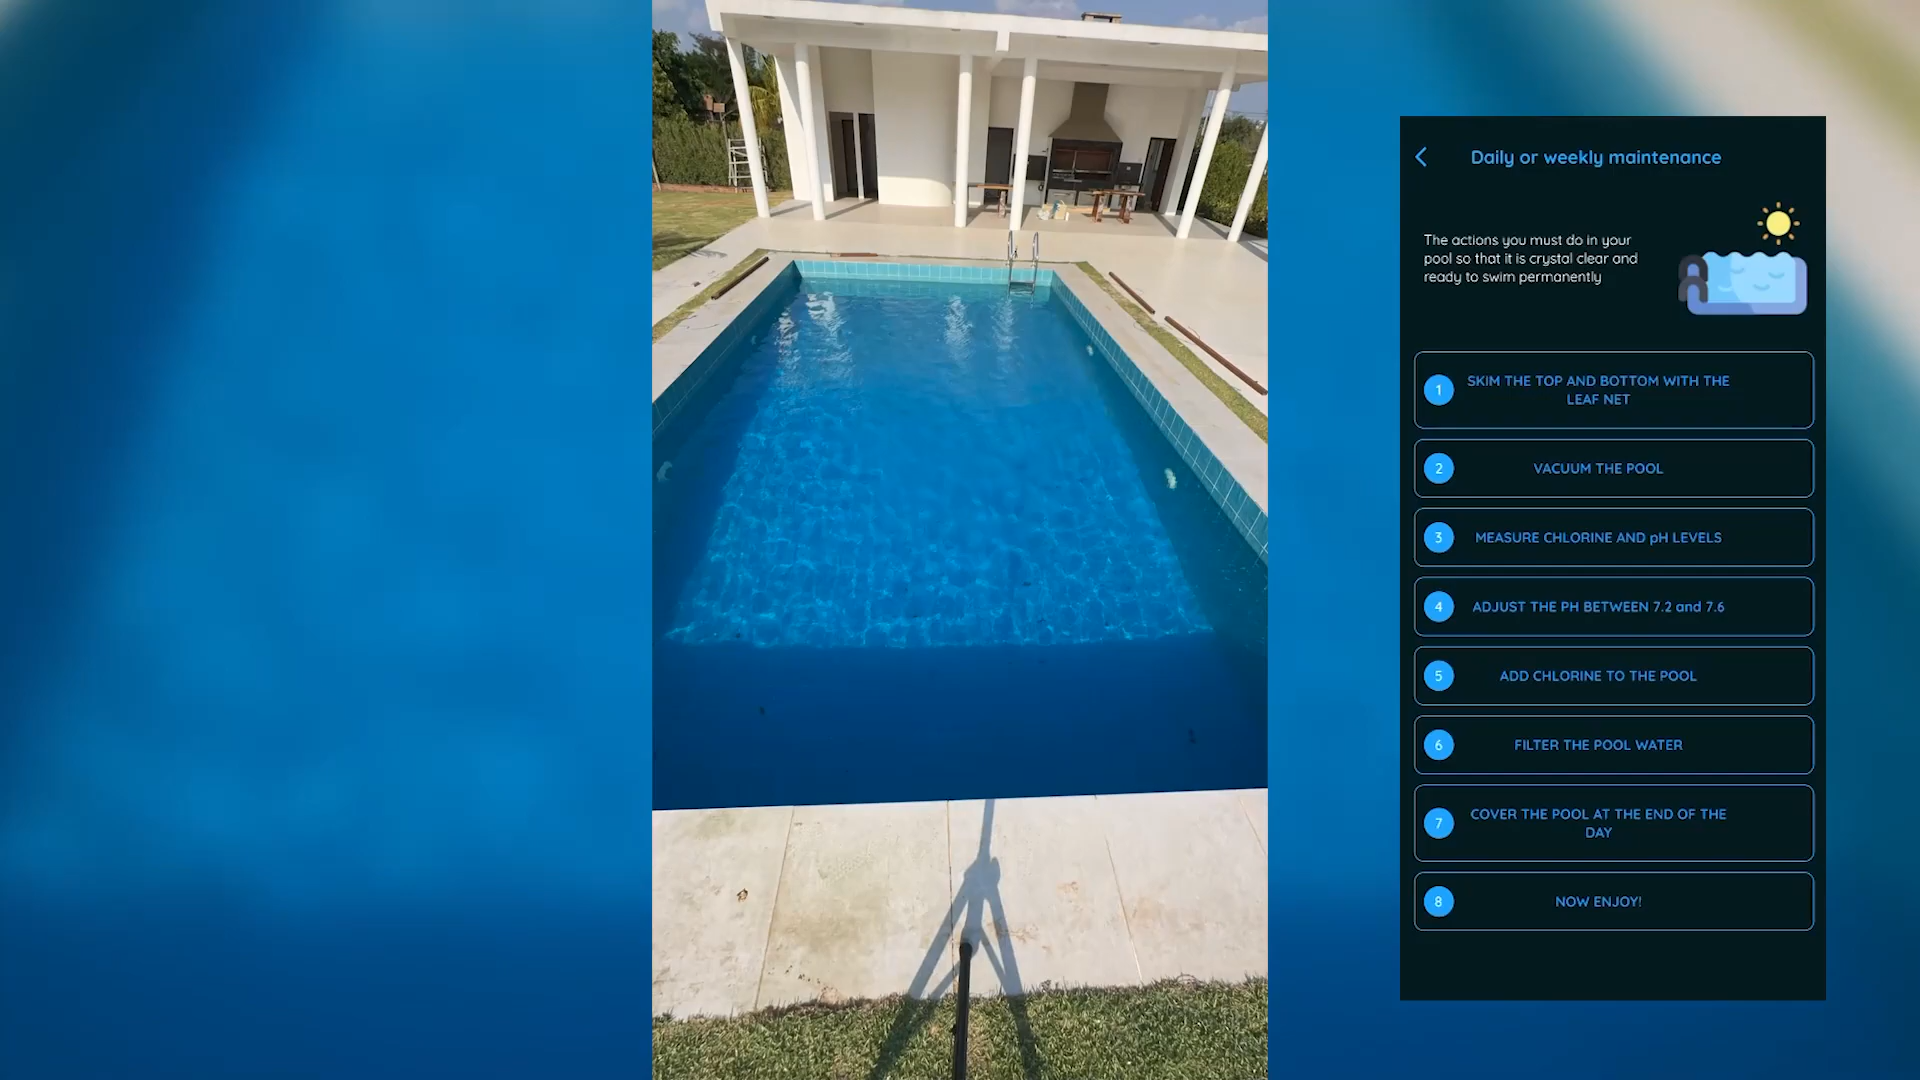 Daily or weekly maintenance
The actions you must do in your
pool so that it is crystal clear and
ready to swim permanently
1
SKIM THE TOP AND BOTTOM WITH THE
LEAF NET
2
VACUUM THE POOL
3
MEASURE CHLORINE AND pH LEVELS
4
ADJUST THE PH BETWEEN 7.2 and 7.6
5
ADD CHLORINE TO THE POOL
6
FILTER THE POOL WATER
7
COVER THE POOL AT THE END OF THE
DAY
8
NOW ENJOY!